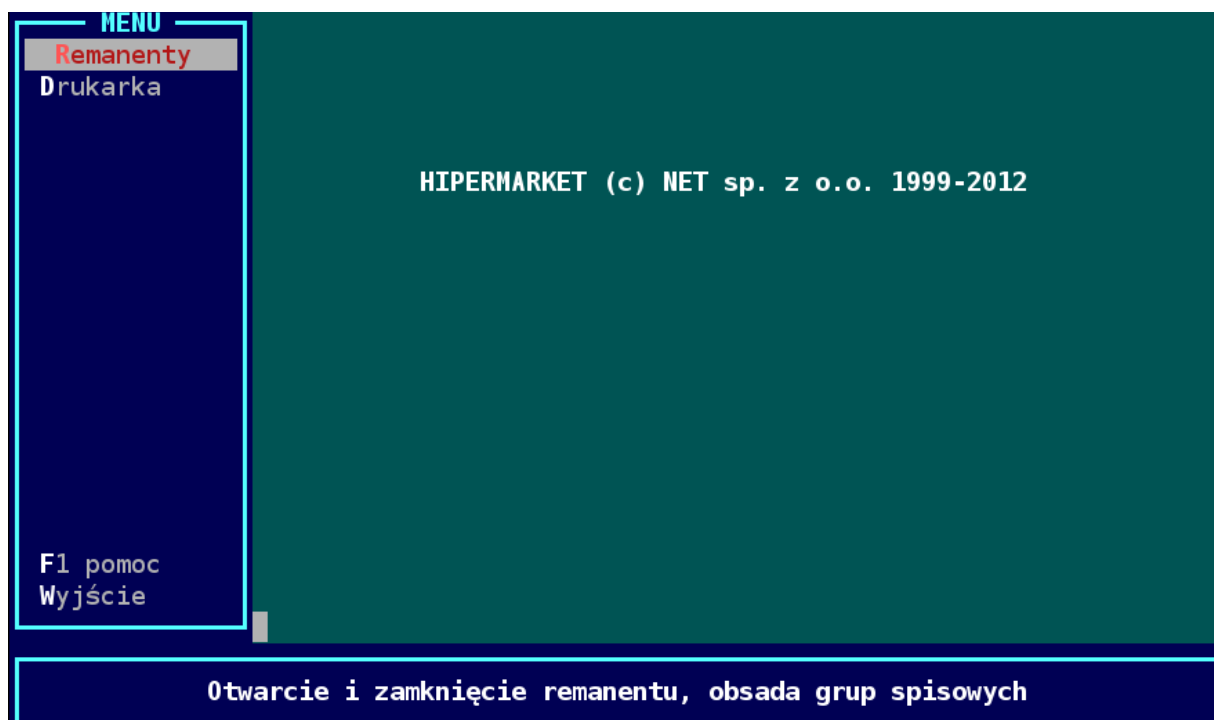 MENU
Remanenty
Drukarka
HIPERMARKET (c) NET sp. z o.o. 1999-2012
F1 pomoc
Wyjście
Otwarcie i zamknięcie remanentu, obsada grup spisowych